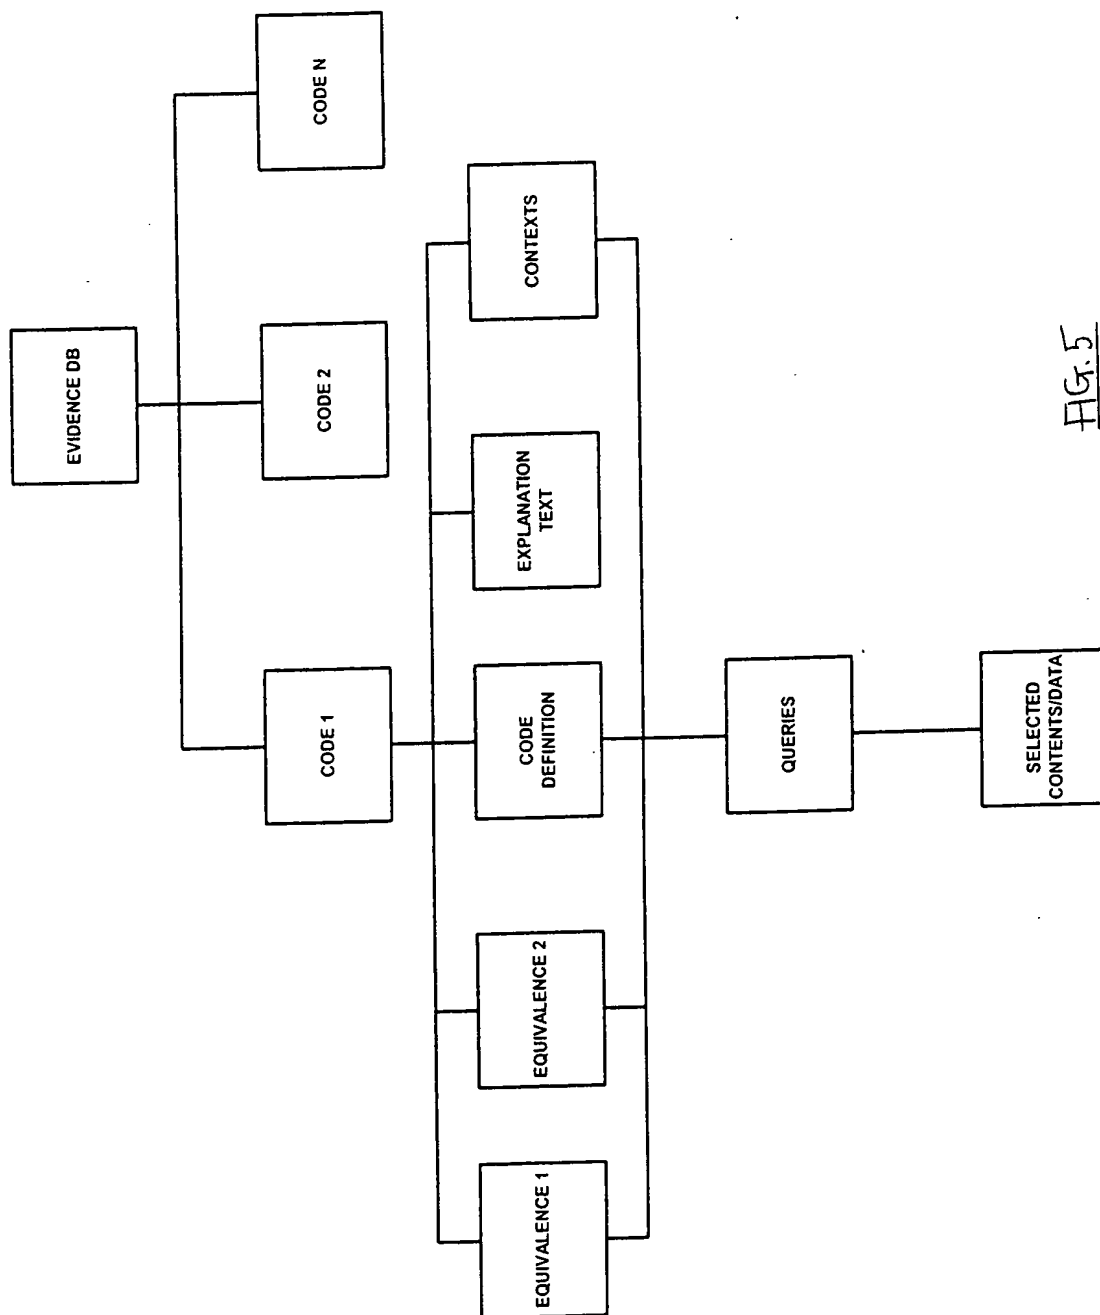 EVIDENCE DB
CODE 1
CODE 2
CODE N
EQUIVALENCE 1
EQUIVALENCE 2
CODE
DEFINITION
EXPLANATION
TEXT
CONTEXTS
QUERIES
SELECTED
CONTENTS/DATA
FIG. 5